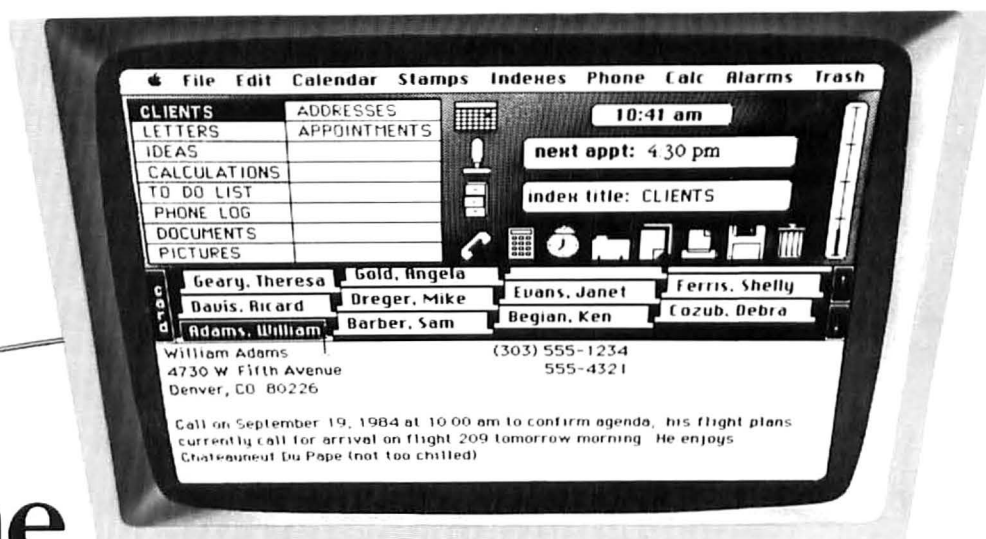 File Edit Calendar Stamps Indexes Phone Calc Alarms Trash
CLIENTS ADDRESSES
LETTERS APPOINTMENTS
IDEAS
CALCULATIONS
TO DO LIST
PHONE LOG
DOCUMENTS
PICTURES
10:41 am
next appt: 4:30 pm
index title: CLIENTS
card
Geary, Theresa Gold, Angela
Davis, Ricard Dreger, Mike Evans, Janet Ferris, Shelly
Adams, William Barber, Sam Begian, Ken Cozub, Debra
William Adams (303) 555-1234
4730 W Fifth Avenue 555-4321
Denver, CO 80226
Call on September 19, 1984 at 10:00 am to confirm agenda, his flight plans
currently call for arrival on flight 209 tomorrow morning. He enjoys
Chateauneut Du Pape (not too chilled)